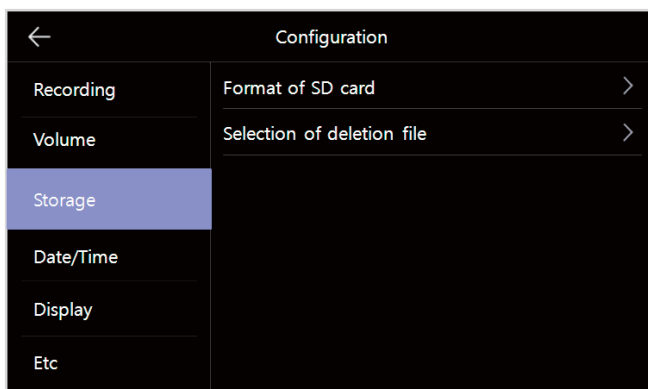 Configuration
Recording
Volume
Storage
Date/Time
Display
Etc
Format of SD card
Selection of deletion file